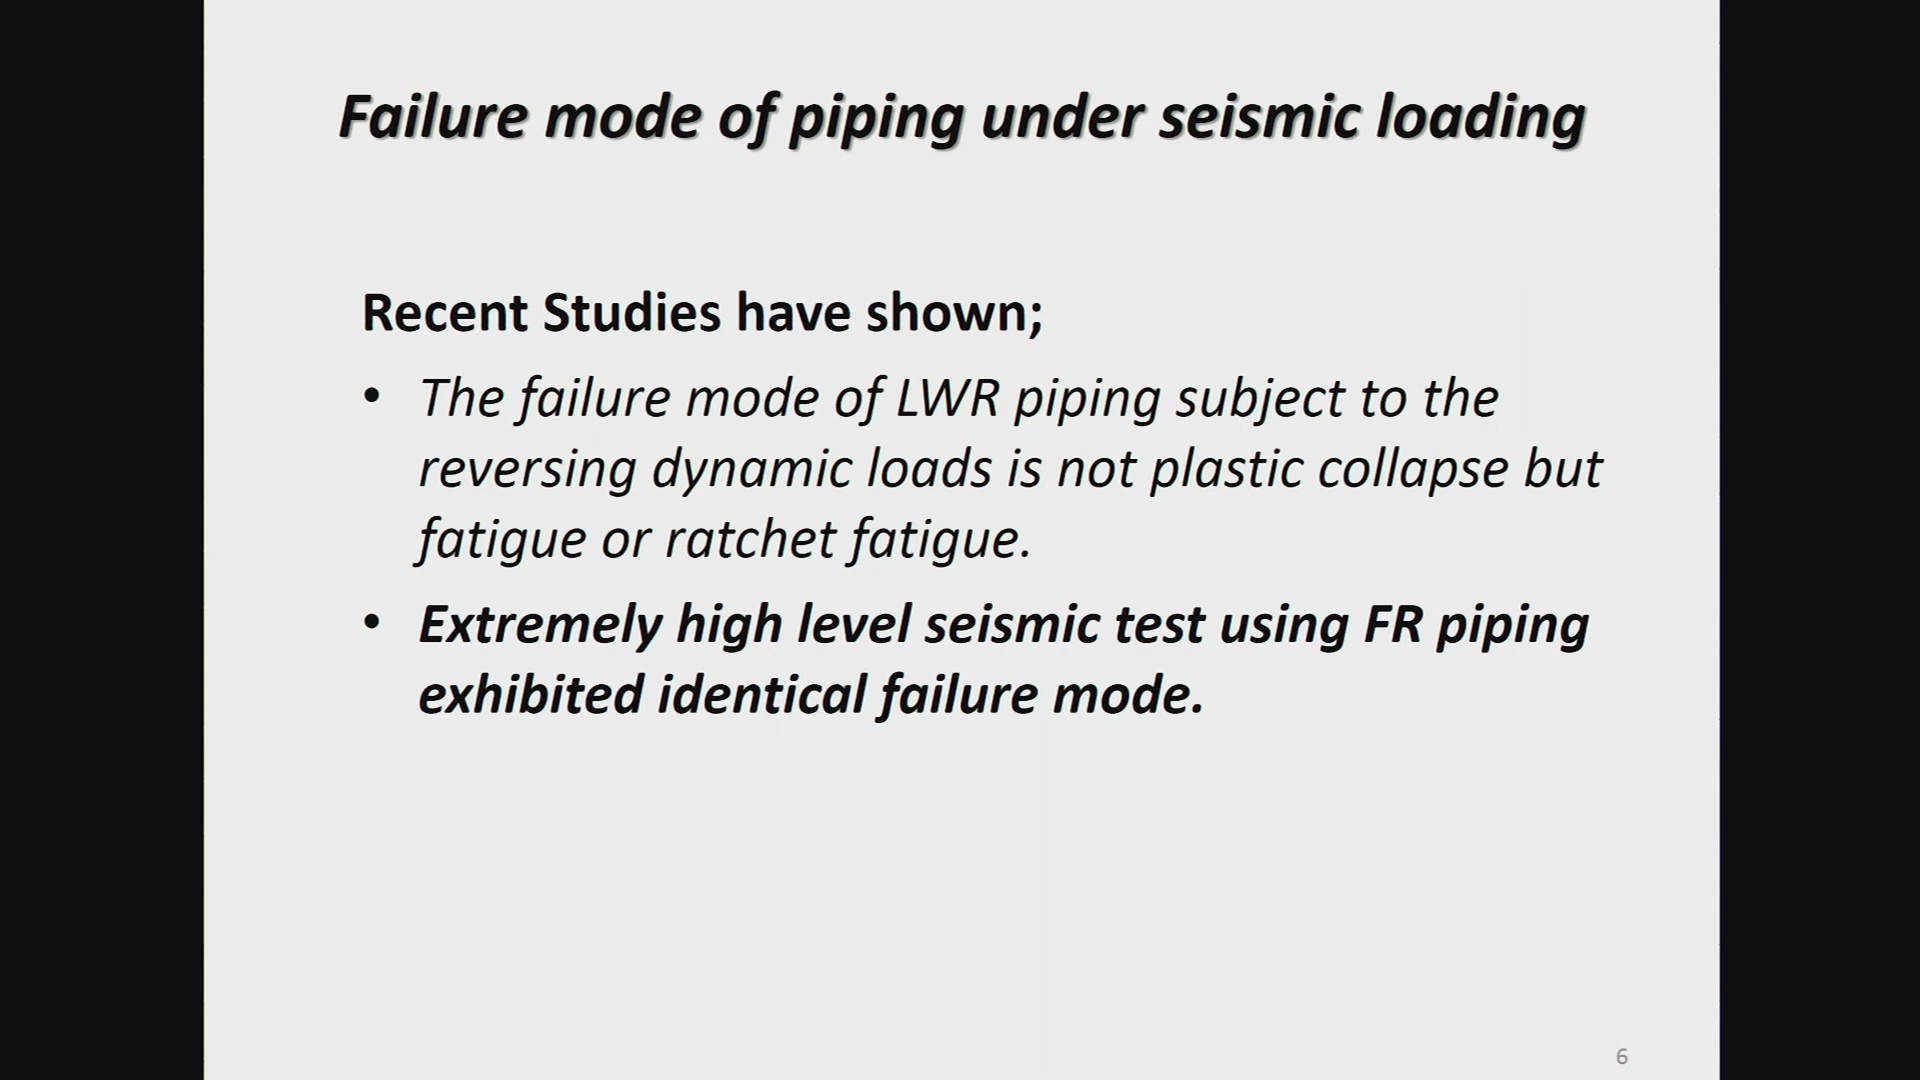 Failure mode of piping under seismic loading
Recent Studies have shown;
• The failure mode of LWR piping subject to the
reversing dynamic loads is not plastic collapse but
fatigue or ratchet fatigue.
• Extremely high level seismic test using FR piping
exhibited identical failure mode.
6